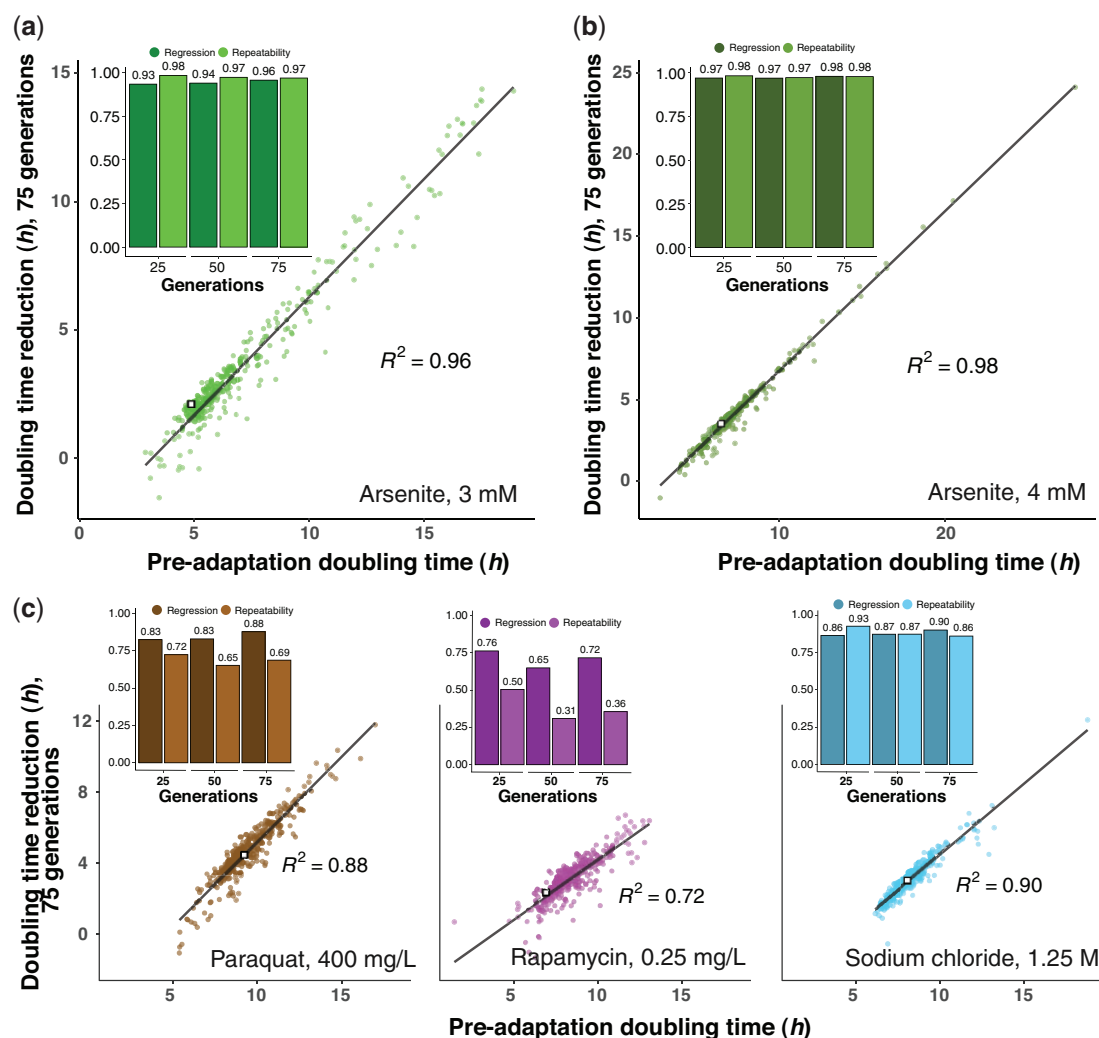 (a)
Doubling time reduction (h), 75 generations
Regression Repeatability
0.93 0.98 0.94 0.97 0.96 0.97
1.00
0.75
0.50
0.25
0.00
25 50 75
Generations
15
10
5
0
R² = 0.96
Arsenite, 3 mM
0 5 10 15
Pre-adaptation doubling time (h)
(b)
Doubling time reduction (h), 75 generations
Regression Repeatability
0.97 0.98 0.97 0.97 0.98 0.98
1.00
0.75
0.50
0.25
0.00
25 50 75
Generations
25
20
15
10
5
0
R² = 0.98
Arsenite, 4 mM
10 20
Pre-adaptation doubling time (h)
(c)
Doubling time reduction (h),
75 generations
Regression Repeatability
0.83 0.72 0.83 0.65 0.88 0.69
1.00
0.75
0.50
0.25
0.00
25 50 75
Generations
12
8
4
0
R² = 0.88
Paraquat, 400 mg/L
5 10 15
Regression Repeatability
0.76 0.50 0.65 0.31 0.72 0.36
1.00
0.75
0.50
0.25
0.00
25 50 75
Generations
R² = 0.72
Rapamycin, 0.25 mg/L
5 10 15
Regression Repeatability
0.86 0.93 0.87 0.87 0.90 0.86
1.00
0.75
0.50
0.25
0.00
25 50 75
Generations
R² = 0.90
Sodium chloride, 1.25 M
5 10 15
Pre-adaptation doubling time (h)